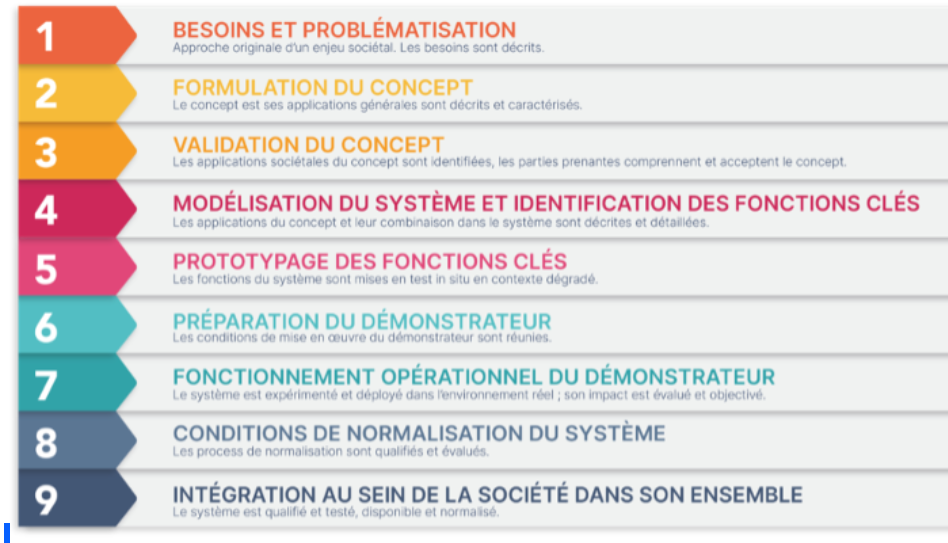 1
BESOINS ET PROBLÉMATISATION
Approche originale d'un enjeu sociétal. Les besoins sont décrits.
2
FORMULATION DU CONCEPT
Le concept est ses applications générales sont décrits et caractérisés.
3
VALIDATION DU CONCEPT
Les applications sociétales du concept sont identifiées, les parties prenantes comprennent et acceptent le concept.
4
MODÉLISATION DU SYSTÈME ET IDENTIFICATION DES FONCTIONS CLÉS
Les applications du concept et leur combinaison dans le système sont décrites et détaillées.
5
PROTOTYPAGE DES FONCTIONS CLÉS
Les fonctions du système sont mises en test in situ en contexte dégradé.
6
PRÉPARATION DU DÉMONSTRATEUR
Les conditions de mise en œuvre du démonstrateur sont réunies.
7
FONCTIONNEMENT OPÉRATIONNEL DU DÉMONSTRATEUR
Le système est expérimenté et déployé dans l'environnement réel ; son impact est évalué et objectivé.
8
CONDITIONS DE NORMALISATION DU SYSTÈME
Les process de normalisation sont qualifiés et évalués.
9
INTÉGRATION AU SEIN DE LA SOCIÉTÉ DANS SON ENSEMBLE
Le système est qualifié et testé, disponible et normalisé.